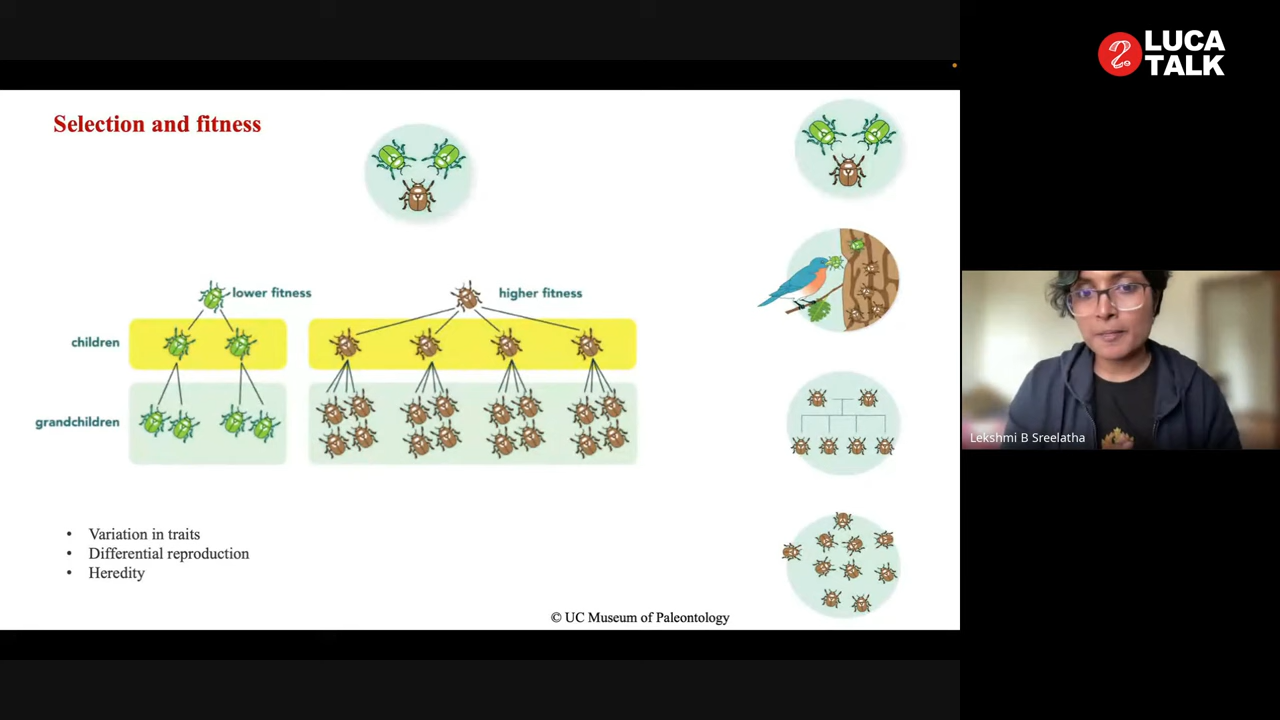 LUCA
TALK
Selection and fitness
lower fitness
higher fitness
children
grandchildren
Lekshmi B Sreelatha
• Variation in traits
• Differential reproduction
• Heredity
© UC Museum of Paleontology